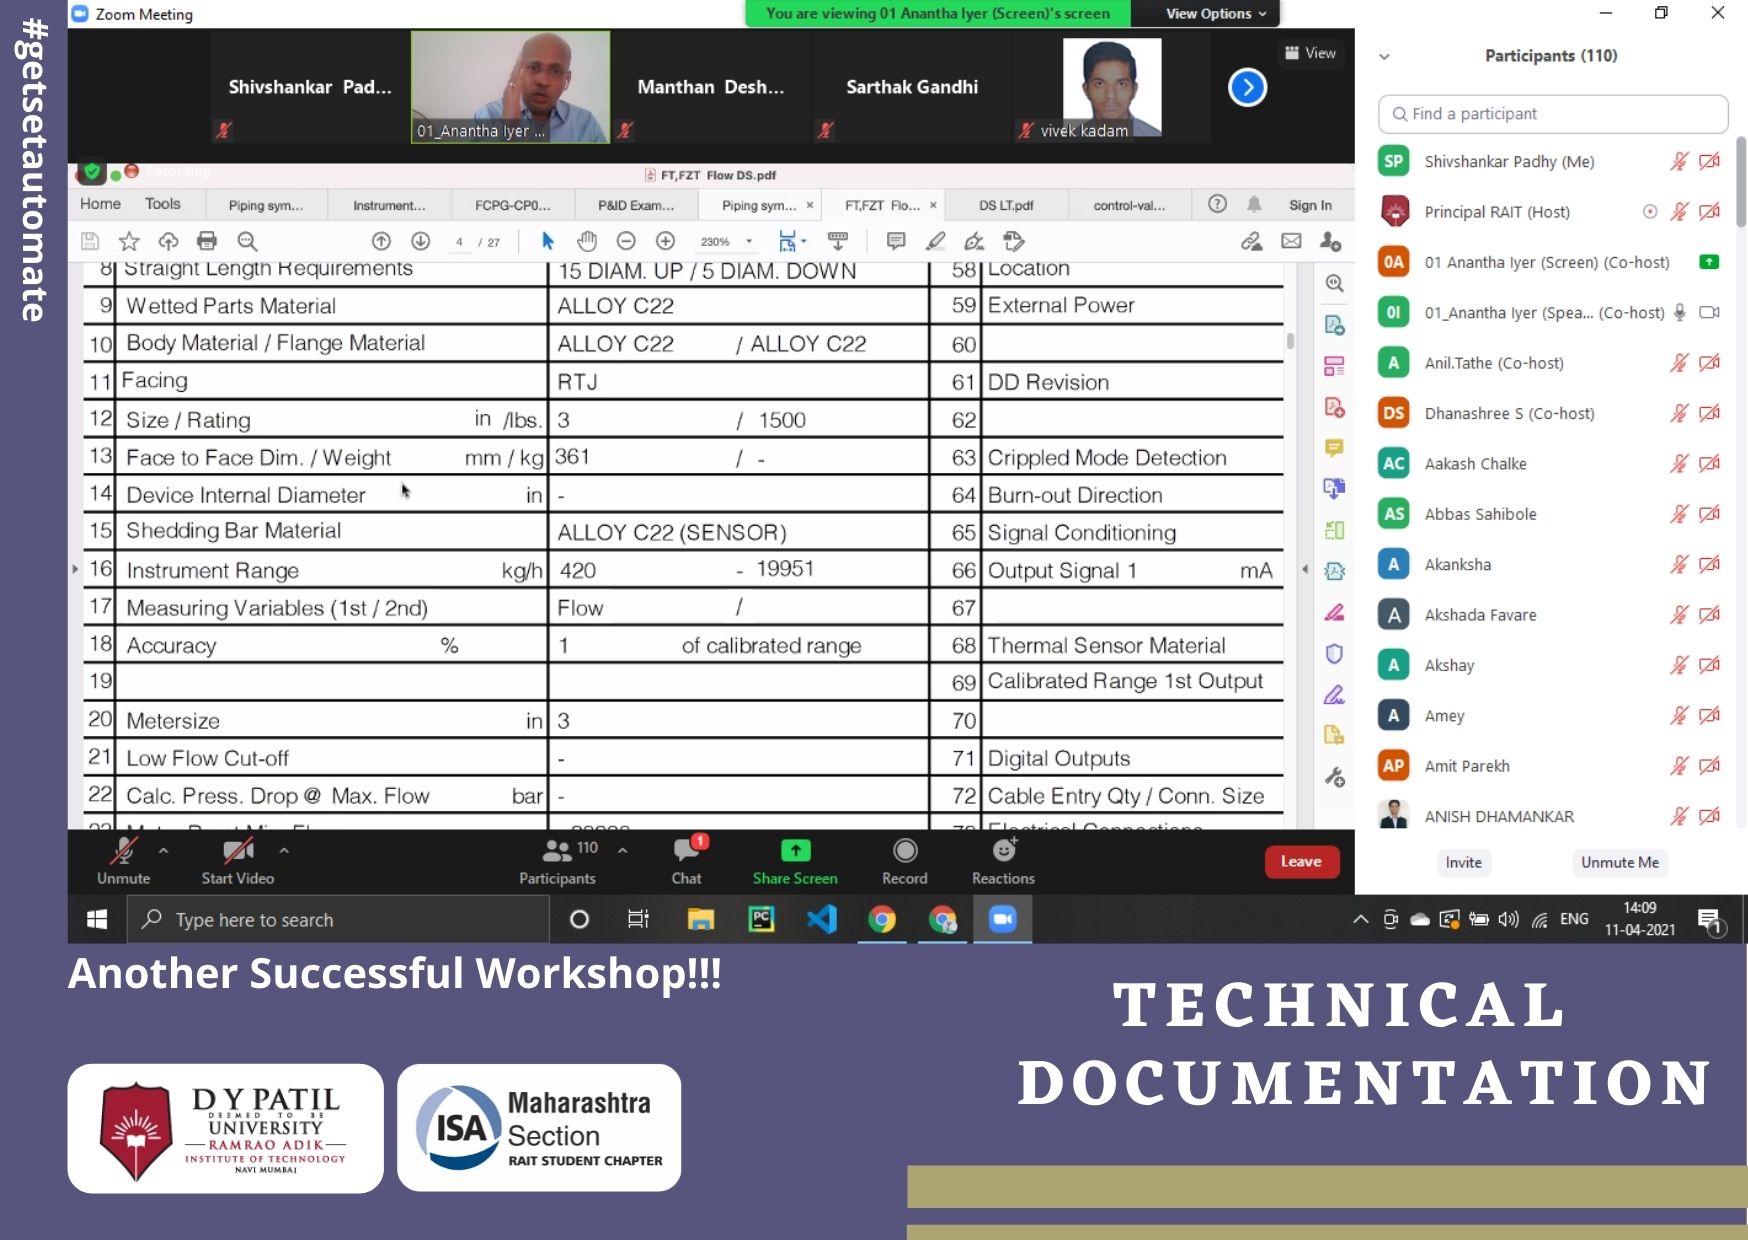 #getsetautomate
Zoom Meeting
You are viewing 01 Anantha Iyer (Screen)'s screen
View Options
Shivshankar Pad...
01_Anantha Iyer ...
Manthan Desh...
Sarthak Gandhi
vivek kadam
View
Recording
FT,FZT Flow DS.pdf
Home Tools Piping sym... Instrument... FCPG-CP0... P&ID Exam... Piping sym... × FT,FZT Flo... × DS LT.pdf control-val... Sign In
4 / 27 230%
8 Straight Length Requirements 15 DIAM. UP / 5 DIAM. DOWN 58 Location
9 Wetted Parts Material ALLOY C22 59 External Power
10 Body Material / Flange Material ALLOY C22 / ALLOY C22 60
11 Facing RTJ 61 DD Revision
12 Size / Rating in /lbs. 3 / 1500 62
13 Face to Face Dim. / Weight mm / kg 361 / - 63 Crippled Mode Detection
14 Device Internal Diameter in - 64 Burn-out Direction
15 Shedding Bar Material ALLOY C22 (SENSOR) 65 Signal Conditioning
16 Instrument Range kg/h 420 - 19951 66 Output Signal 1 mA
17 Measuring Variables (1st / 2nd) Flow / 67
18 Accuracy % 1 of calibrated range 68 Thermal Sensor Material
19 69 Calibrated Range 1st Output
20 Metersize in 3 70
21 Low Flow Cut-off - 71 Digital Outputs
22 Calc. Press. Drop @ Max. Flow bar - 72 Cable Entry Qty / Conn. Size
Participants (110)
Find a participant
SP Shivshankar Padhy (Me)
Principal RAIT (Host)
0A 01 Anantha Iyer (Screen) (Co-host)
0I 01_Anantha Iyer (Spea... (Co-host)
A Anil.Tathe (Co-host)
DS Dhanashree S (Co-host)
AC Aakash Chalke
AS Abbas Sahibole
A Akanksha
A Akshada Favare
A Akshay
A Amey
AP Amit Parekh
ANISH DHAMANKAR
Invite Unmute Me
Unmute Start Video Participants 110 Chat 1 Share Screen Record Reactions Leave
Type here to search
PC
ENG
14:09
11-04-2021
1
Another Successful Workshop!!!
TECHNICAL
DOCUMENTATION
D Y PATIL
DEEMED TO BE
UNIVERSITY
RAMRAO ADIK
INSTITUTE OF TECHNOLOGY
NAVI MUMBAI
ISA
Maharashtra
Section
RAIT STUDENT CHAPTER